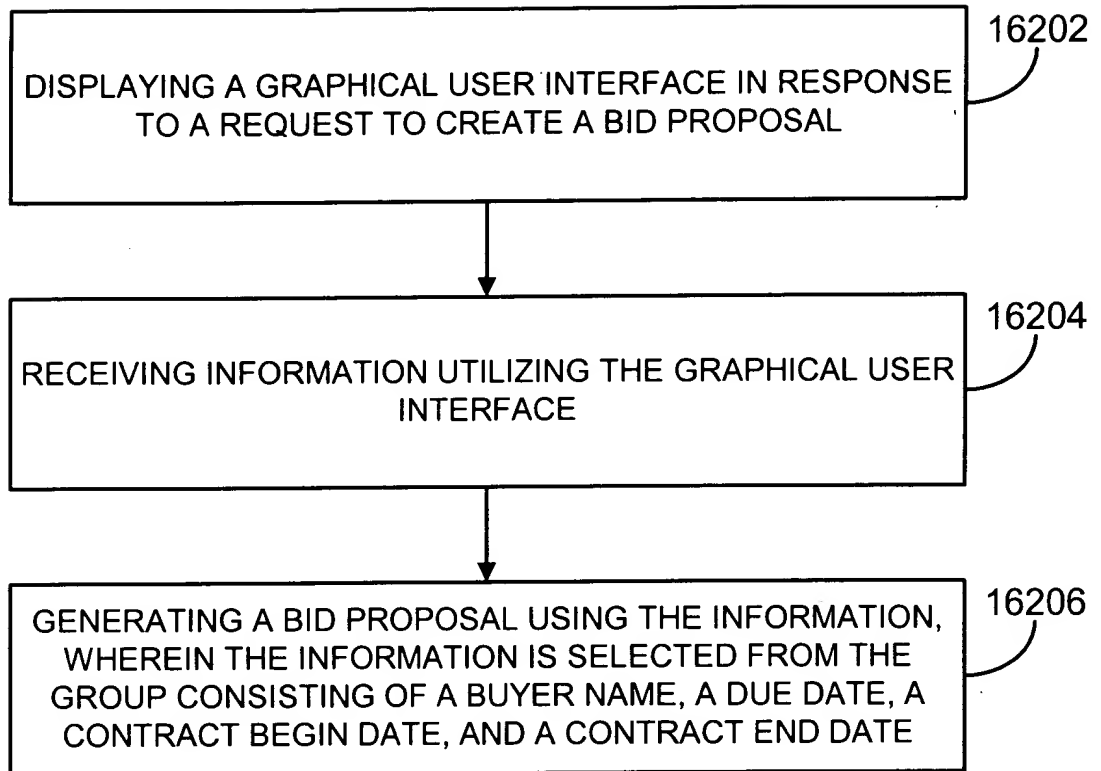 16202
DISPLAYING A GRAPHICAL USER INTERFACE IN RESPONSE
TO A REQUEST TO CREATE A BID PROPOSAL
16204
RECEIVING INFORMATION UTILIZING THE GRAPHICAL USER
INTERFACE
16206
GENERATING A BID PROPOSAL USING THE INFORMATION,
WHEREIN THE INFORMATION IS SELECTED FROM THE
GROUP CONSISTING OF A BUYER NAME, A DUE DATE, A
CONTRACT BEGIN DATE, AND A CONTRACT END DATE